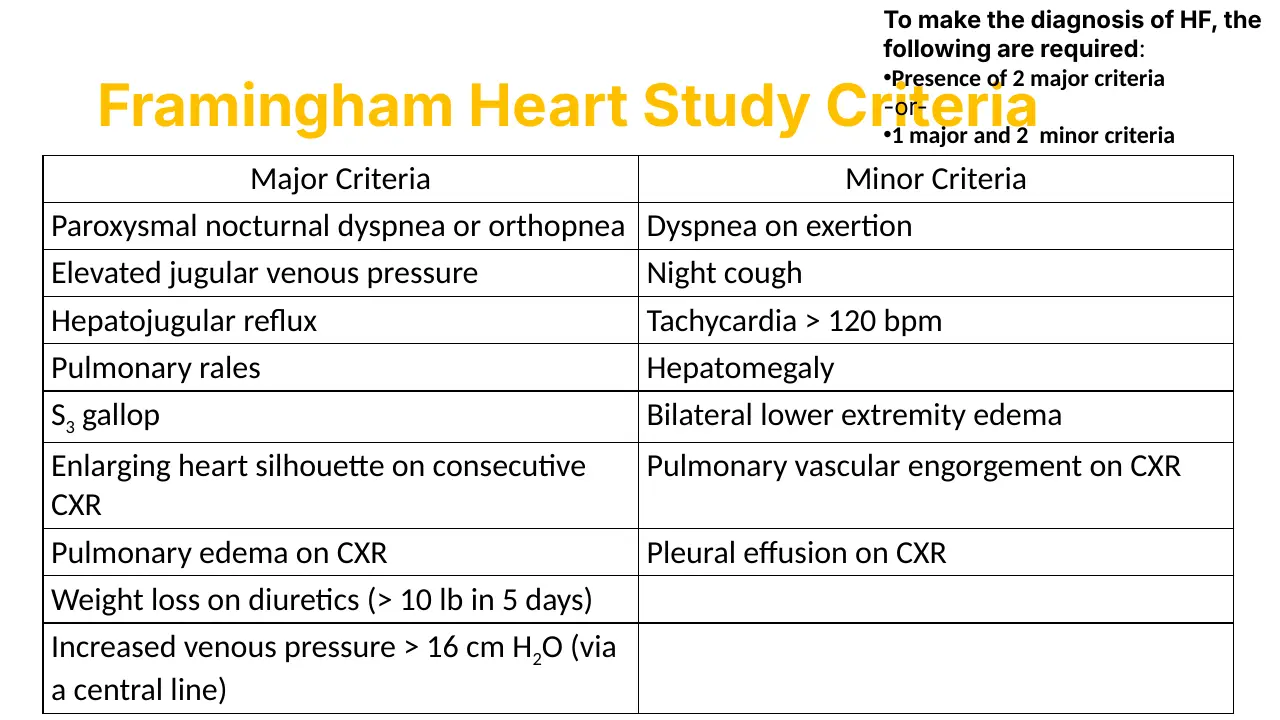 To make the diagnosis of HF, the
following are required:
•Presence of 2 major criteria
-or-
•1 major and 2  minor criteria
Framingham Heart Study Criteria
Major Criteria
Minor Criteria
Paroxysmal nocturnal dyspnea or orthopnea
Dyspnea on exertion
Elevated jugular venous pressure
Night cough
Hepatojugular reflux
Tachycardia > 120 bpm
Pulmonary rales
Hepatomegaly
S₃ gallop
Bilateral lower extremity edema
Enlarging heart silhouette on consecutive
CXR
Pulmonary vascular engorgement on CXR
Pulmonary edema on CXR
Pleural effusion on CXR
Weight loss on diuretics (> 10 lb in 5 days)
Increased venous pressure > 16 cm H₂O (via
a central line)